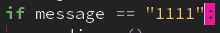 if message == "1111":